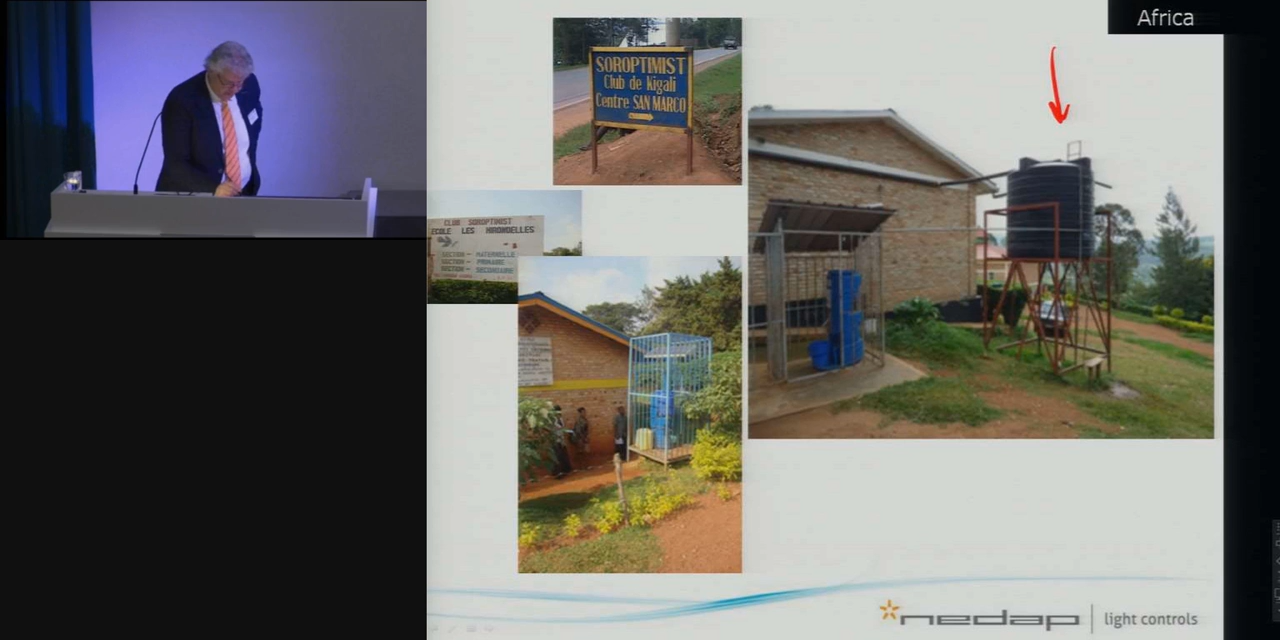 Africa
SOROPTIMIST
Club de Kigali
Centre SAN MARCO
CLUB SOROPTIMIST
ECOLE LES HIRONDELLES
SECTION - MATERNELLE
SECTION - PRIMAIRE
SECTION - SECONDAIRE
nedap
light controls